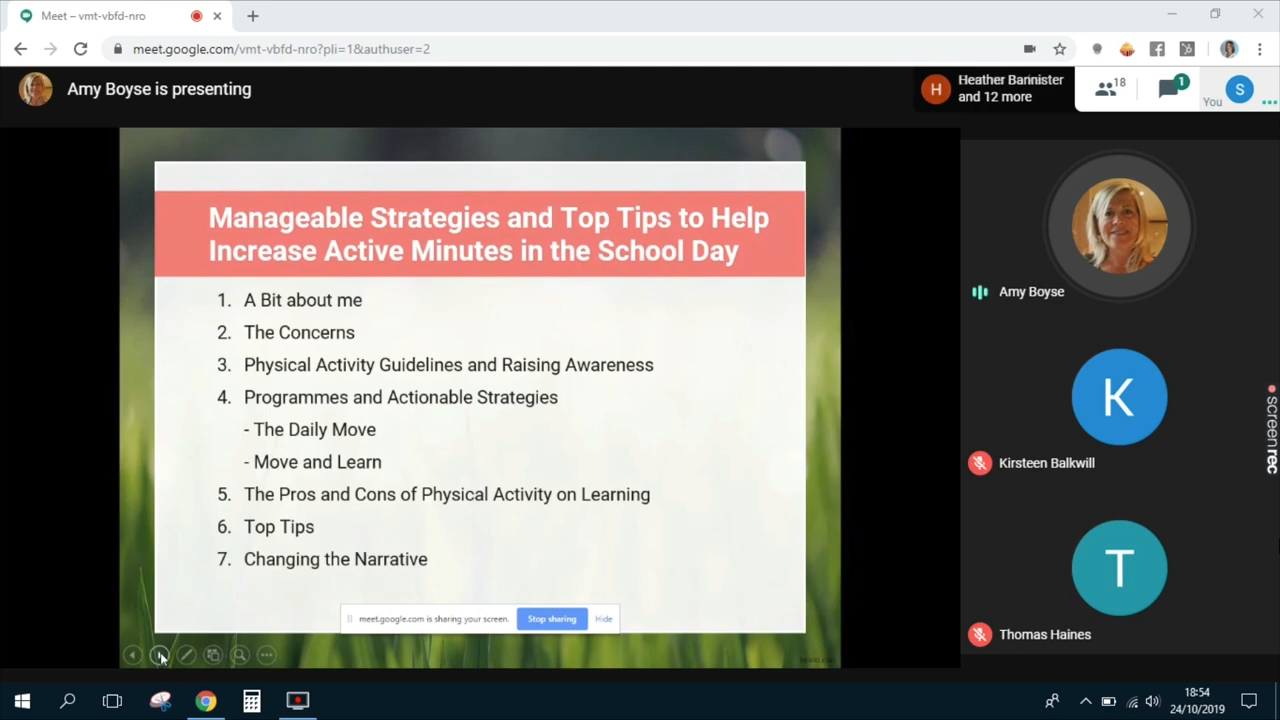 Meet – vmt-vbfd-nro
meet.google.com/vmt-vbfd-nro?pli=1&authuser=2
Amy Boyse is presenting
H
Heather Bannister
and 12 more
18
1
You
S
Manageable Strategies and Top Tips to Help
Increase Active Minutes in the School Day
1. A Bit about me
2. The Concerns
3. Physical Activity Guidelines and Raising Awareness
4. Programmes and Actionable Strategies
- The Daily Move
- Move and Learn
5. The Pros and Cons of Physical Activity on Learning
6. Top Tips
7. Changing the Narrative
meet.google.com is sharing your screen.
Stop sharing
Hide
Amy Boyse
K
Kirsteen Balkwill
T
Thomas Haines
screenrec
18:54
24/10/2019